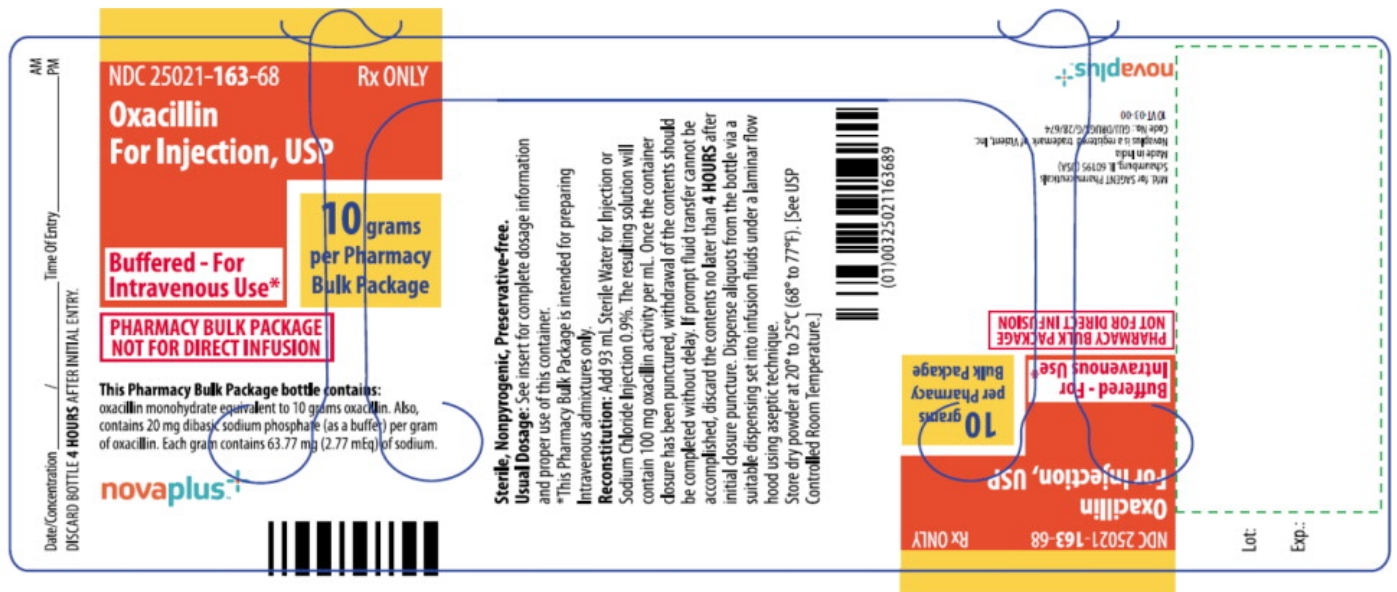 Date/Concentration / Time Of Entry AM
PM
DISCARD BOTTLE 4 HOURS AFTER INITIAL ENTRY.
NDC 25021-163-68 Rx ONLY
Oxacillin
For Injection, USP
10 grams
per Pharmacy
Bulk Package
Buffered - For
Intravenous Use*
PHARMACY BULK PACKAGE
NOT FOR DIRECT INFUSION
This Pharmacy Bulk Package bottle contains:
oxacillin monohydrate equivalent to 10 grams oxacillin. Also,
contains 20 mg dibasic sodium phosphate (as a buffer) per gram
of oxacillin. Each gram contains 63.77 mg (2.77 mEq) of sodium.
novaplus™
Sterile, Nonpyrogenic, Preservative-free.
Usual Dosage: See insert for complete dosage information
and proper use of this container.
*This Pharmacy Bulk Package is intended for preparing
Intravenous admixtures only.
Reconstitution: Add 93 mL Sterile Water for Injection or
Sodium Chloride Injection 0.9%. The resulting solution will
contain 100 mg oxacillin activity per mL. Once the container
closure has been punctured, withdrawal of the contents should
be completed without delay. If prompt fluid transfer cannot be
accomplished, discard the contents no later than 4 HOURS after
initial closure puncture. Dispense aliquots from the bottle via a
suitable dispensing set into infusion fluids under a laminar flow
hood using aseptic technique.
Store dry powder at 20° to 25°C (68° to 77°F). [See USP
Controlled Room Temperature.]
(01)00325021163689
NDC 25021-163-68 Rx ONLY
Oxacillin
For Injection, USP
10 grams
per Pharmacy
Bulk Package
Buffered - For
Intravenous Use*
PHARMACY BULK PACKAGE
NOT FOR DIRECT INFUSION
Mfd. for SAGENT Pharmaceuticals
Schaumburg, IL 60195 (USA)
Made in India
Novaplus is a registered trademark of Vizient, Inc.
Code No.: GUJ/DRUGS/G/28/674
10 VT-03-00
novaplus™
Lot:
Exp.: